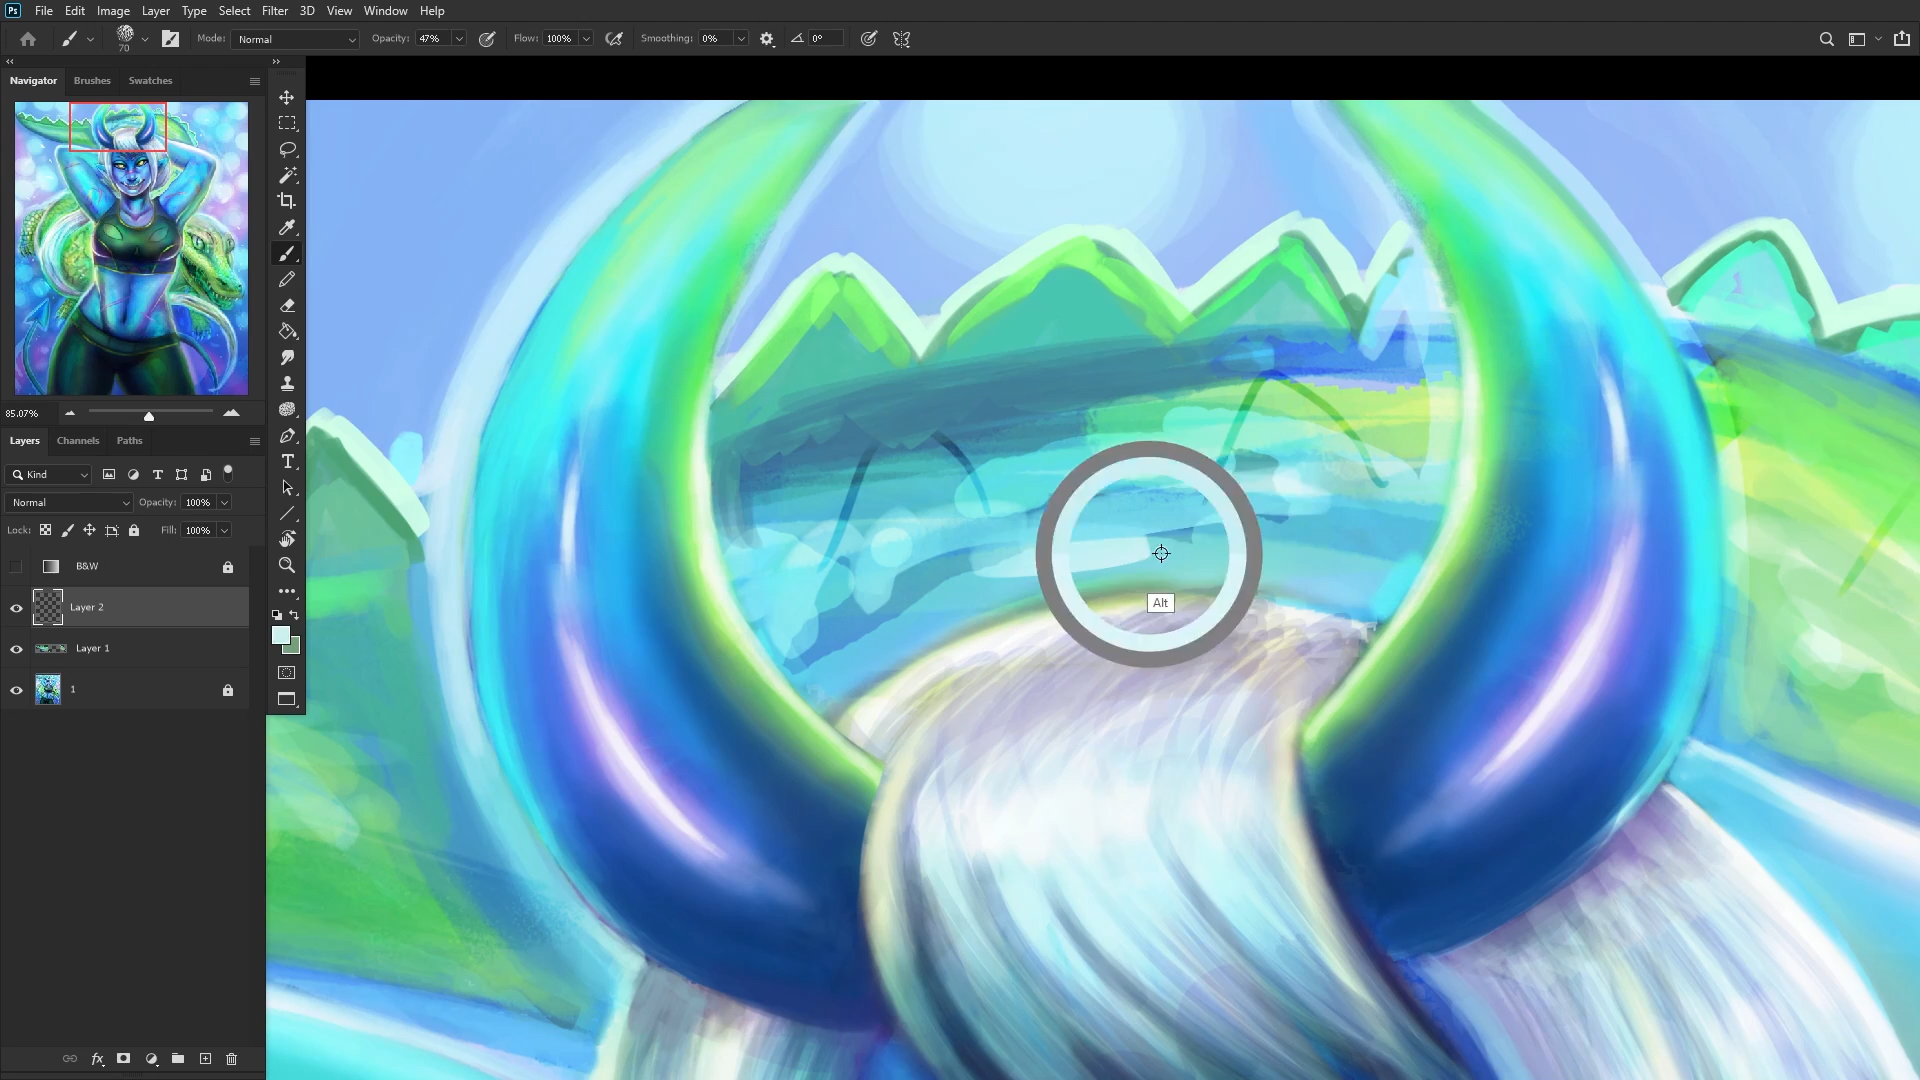 Ps File Edit Image Layer Type Select Filter 3D View Window Help
70 Mode: Normal Opacity: 47% Flow: 100% Smoothing: 0% 0°
Navigator Brushes Swatches
85.07%
Layers Channels Paths
Kind
Normal Opacity: 100%
Lock: Fill: 100%
B&W
Layer 2
Layer 1
1
fx
Alt